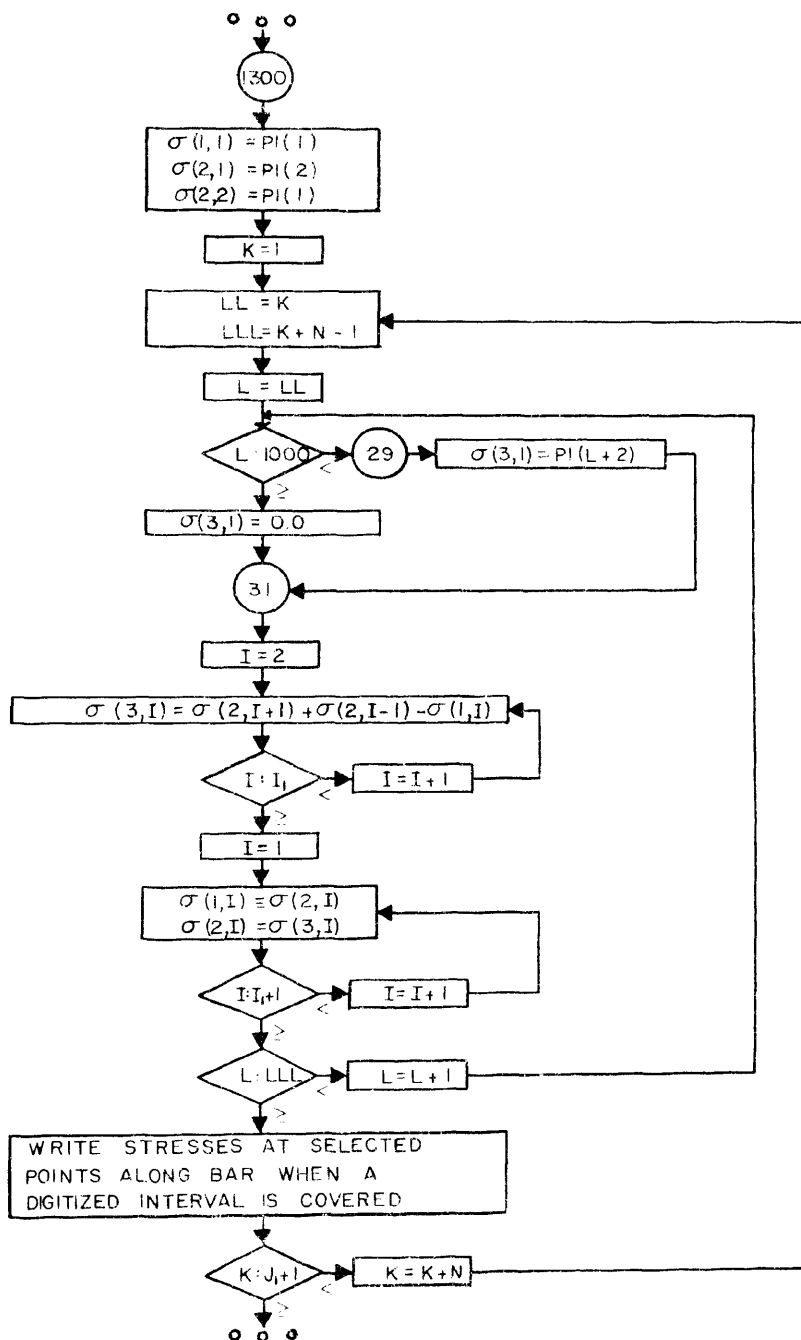 1300
σ(1,1) = PI(1)
σ(2,1) = PI(2)
σ(2,2) = PI(1)
K = 1
LL = K
LLL = K + N - 1
L = LL
L : 1000
<
29
σ(3,1) = PI(L+2)
≥
σ(3,1) = 0.0
31
I = 2
σ(3,I) = σ(2,I+1) + σ(2,I-1) - σ(1,I)
I : I₁
<
I = I + 1
≥
I = 1
σ(1,I) = σ(2,I)
σ(2,I) = σ(3,I)
I : I₁+1
<
I = I + 1
≥
L : LLL
<
L = L + 1
≥
WRITE STRESSES AT SELECTED
POINTS ALONG BAR WHEN A
DIGITIZED INTERVAL IS COVERED
K : J₁+1
<
K = K + N
≥